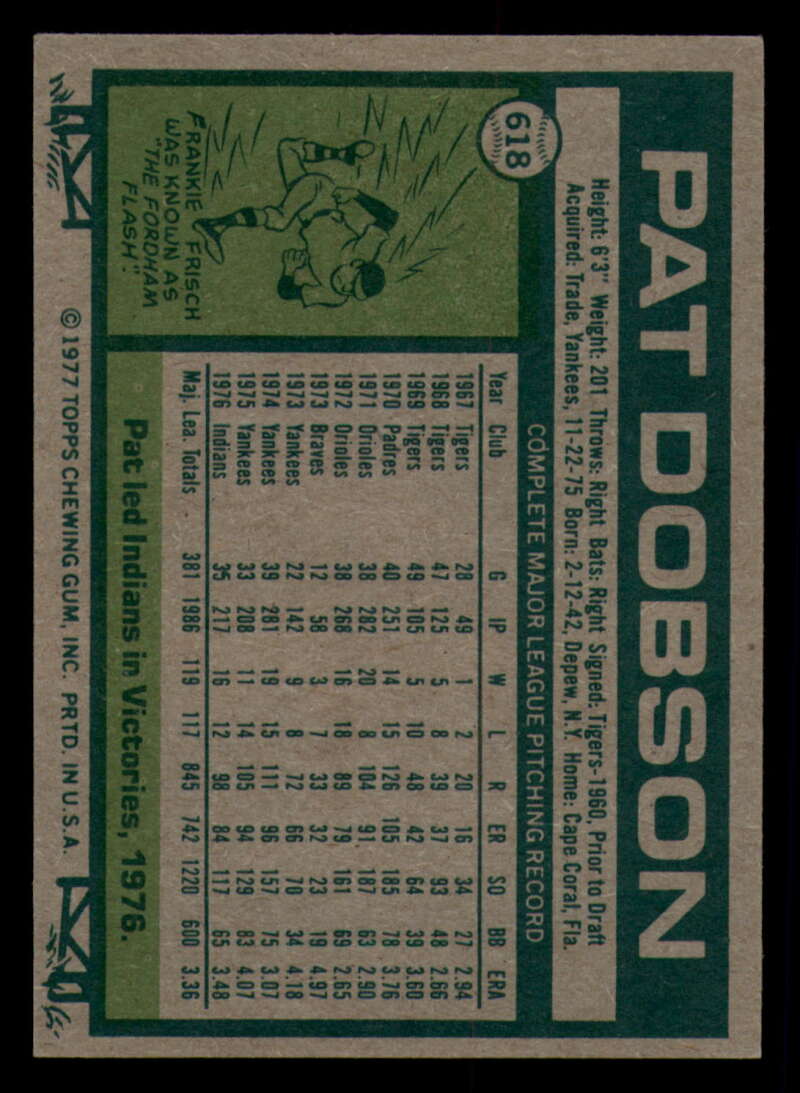 618
PAT DOBSON
Height: 6'3" Weight: 201 Throws: Right Bats: Right Signed: Tigers-1960, Prior to Draft
Acquired: Trade, Yankees, 11-22-75 Born: 2-12-42, Depew, N.Y. Home: Cape Coral, Fla.
COMPLETE MAJOR LEAGUE PITCHING RECORD
Year Club G IP W L R ER SO BB ERA
1967 Tigers 28 49 1 2 20 16 34 27 2.94
1968 Tigers 47 125 5 8 39 37 93 48 2.66
1969 Tigers 49 105 5 10 48 42 64 39 3.60
1970 Padres 40 251 14 15 126 105 185 78 3.76
1971 Orioles 38 282 20 8 104 91 187 63 2.90
1972 Orioles 38 268 16 18 89 79 161 69 2.65
1973 Braves 12 58 3 7 33 32 23 19 4.97
1973 Yankees 22 142 9 8 72 66 70 34 4.18
1974 Yankees 39 281 19 15 111 96 157 75 3.07
1975 Yankees 33 208 11 14 105 94 129 83 4.07
1976 Indians 35 217 16 12 98 84 117 65 3.48
Maj. Lea. Totals 381 1986 119 117 845 742 1220 600 3.36
FRANKIE FRISCH
WAS KNOWN AS
"THE FORDHAM
FLASH".
Pat led Indians in Victories, 1976.
© 1977 TOPPS CHEWING GUM, INC. PRTD. IN U.S.A.